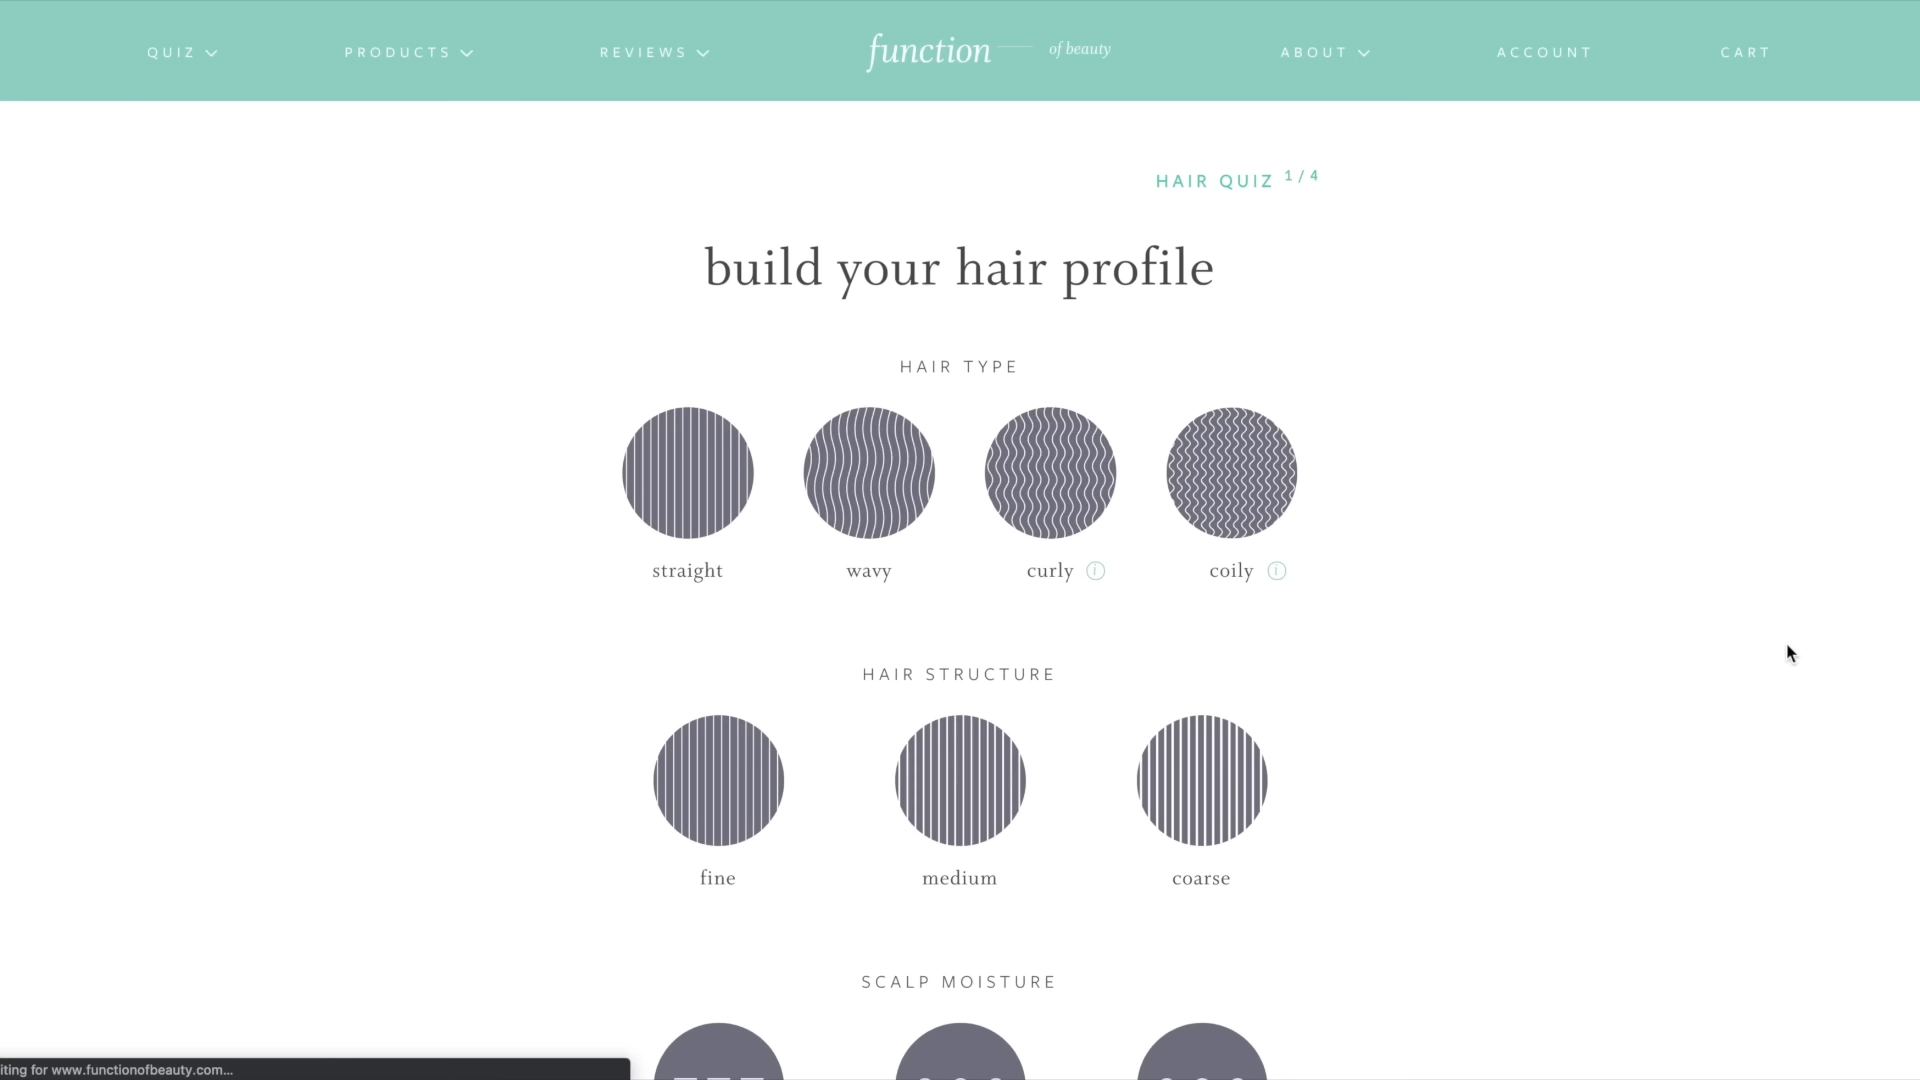 QUIZ PRODUCTS REVIEWS function of beauty ABOUT ACCOUNT CART
HAIR QUIZ 1/4
build your hair profile
HAIR TYPE
straight wavy curly i coily i
HAIR STRUCTURE
fine medium coarse
SCALP MOISTURE
iting for www.functionofbeauty.com...